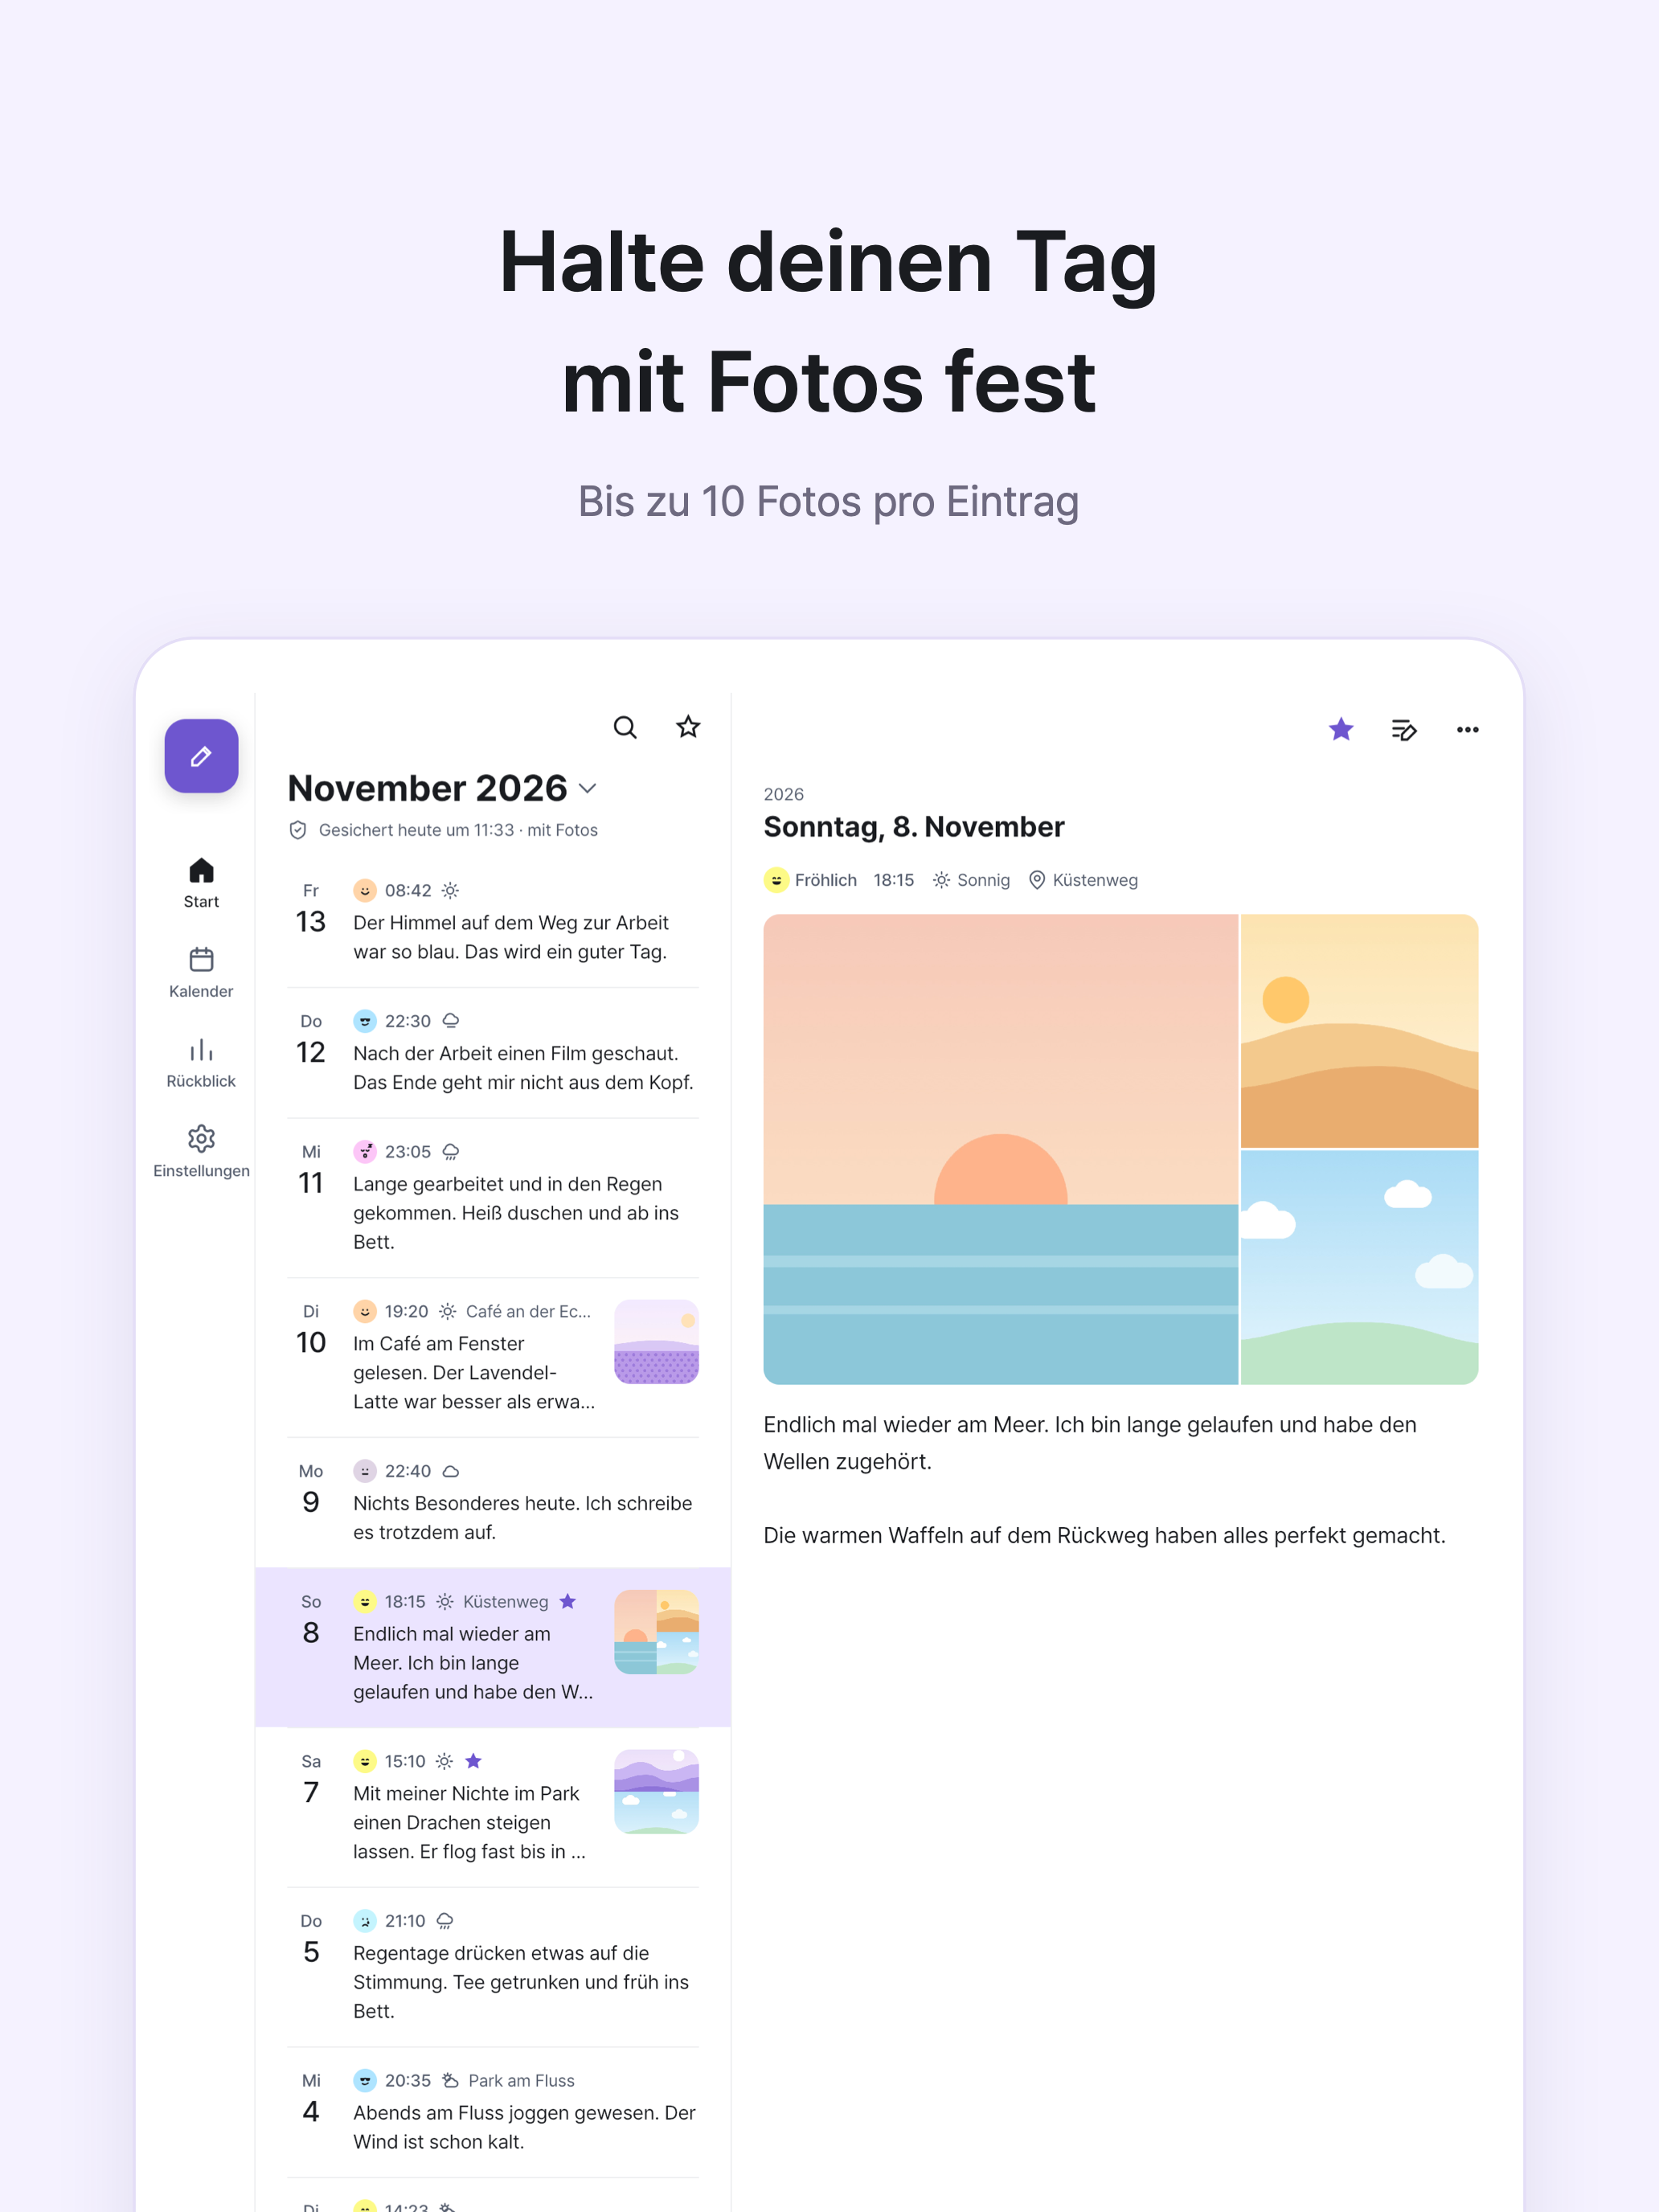 Halte deinen Tag
mit Fotos fest
Bis zu 10 Fotos pro Eintrag
Start
Kalender
Rückblick
Einstellungen
November 2026
Gesichert heute um 11:33 · mit Fotos
Fr
13
08:42
Der Himmel auf dem Weg zur Arbeit
war so blau. Das wird ein guter Tag.
Do
12
22:30
Nach der Arbeit einen Film geschaut.
Das Ende geht mir nicht aus dem Kopf.
Mi
11
23:05
Lange gearbeitet und in den Regen
gekommen. Heiß duschen und ab ins
Bett.
Di
10
19:20 Café an der Ec...
Im Café am Fenster
gelesen. Der Lavendel-
Latte war besser als erwa...
Mo
9
22:40
Nichts Besonderes heute. Ich schreibe
es trotzdem auf.
So
8
18:15 Küstenweg
Endlich mal wieder am
Meer. Ich bin lange
gelaufen und habe den W...
Sa
7
15:10
Mit meiner Nichte im Park
einen Drachen steigen
lassen. Er flog fast bis in ...
Do
5
21:10
Regentage drücken etwas auf die
Stimmung. Tee getrunken und früh ins
Bett.
Mi
4
20:35 Park am Fluss
Abends am Fluss joggen gewesen. Der
Wind ist schon kalt.
Di
14:23
2026
Sonntag, 8. November
Fröhlich 18:15 Sonnig Küstenweg
Endlich mal wieder am Meer. Ich bin lange gelaufen und habe den
Wellen zugehört.
Die warmen Waffeln auf dem Rückweg haben alles perfekt gemacht.